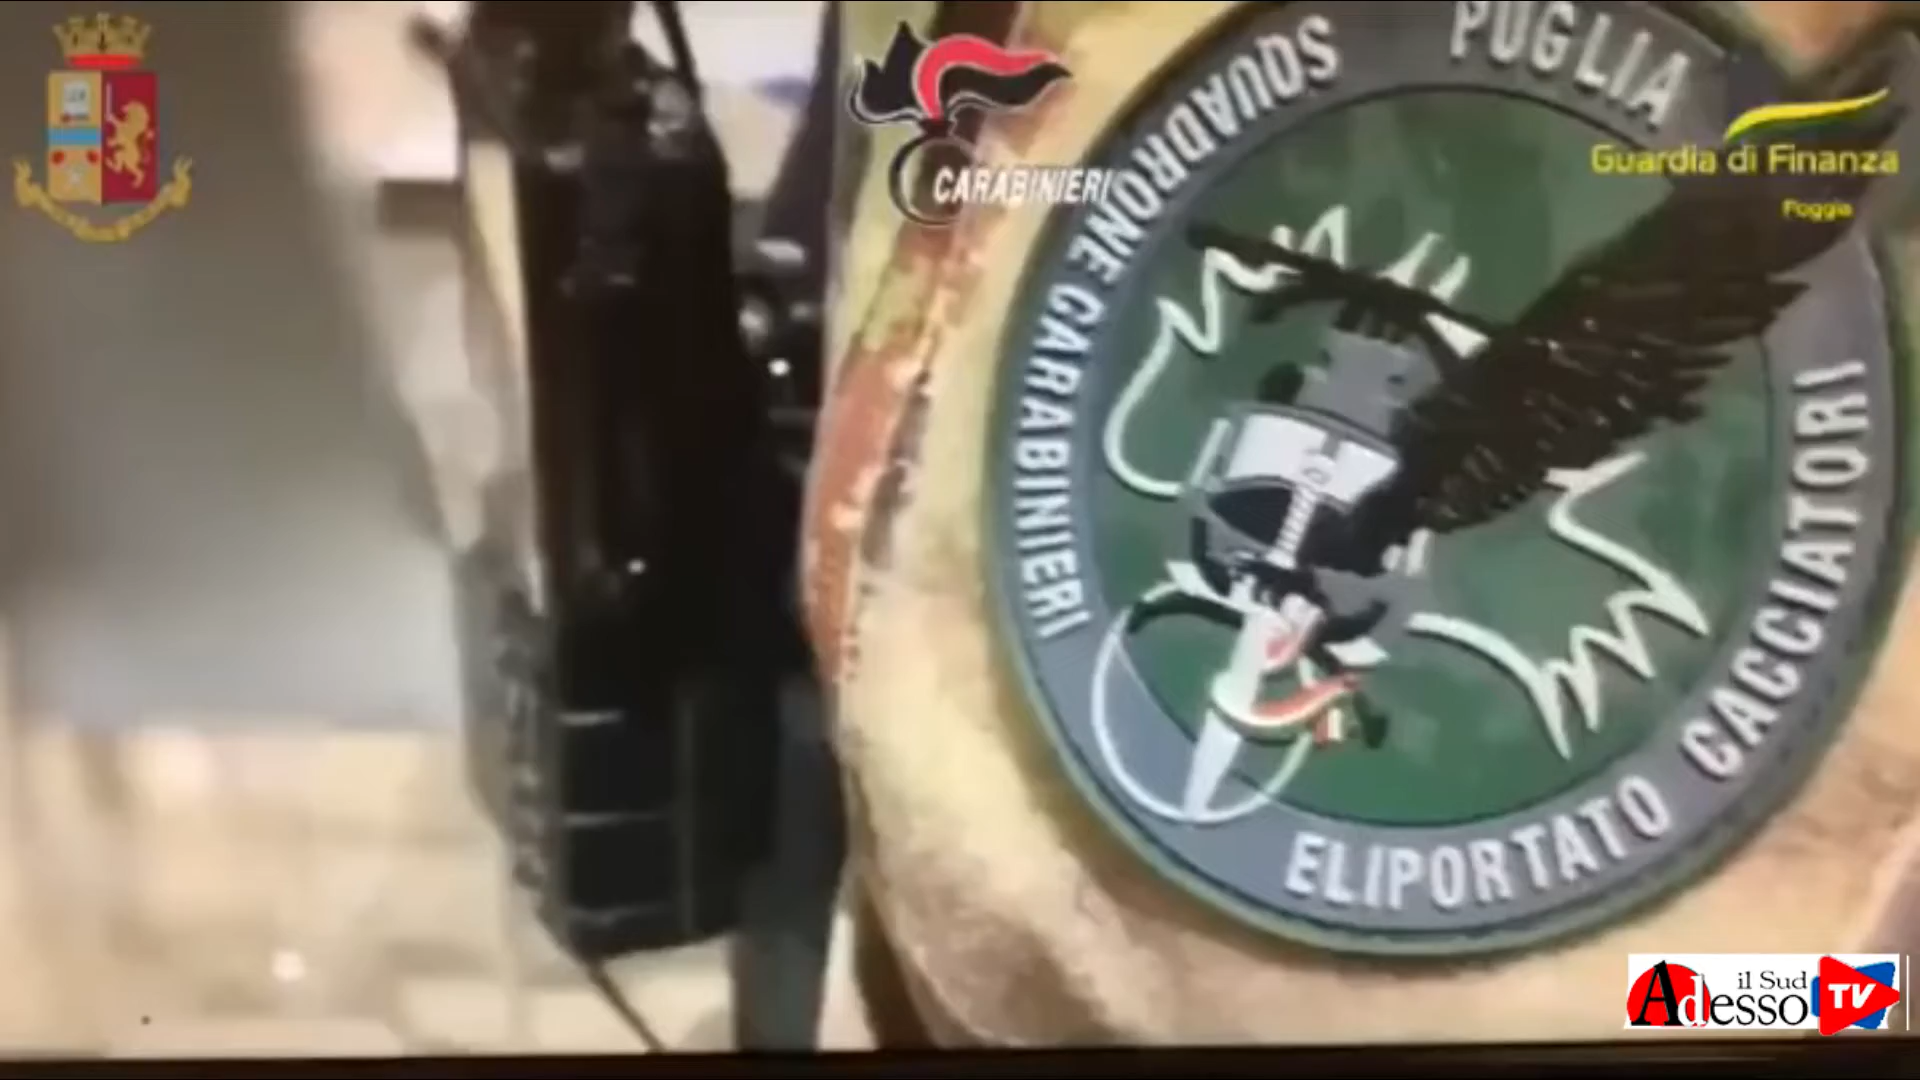 CARABINIERI
Guardia di Finanza
Foggia
SQUADRONE CARABINIERI
ELIPORTATO CACCIATORI
PUGLIA
Adesso
il Sud
TV